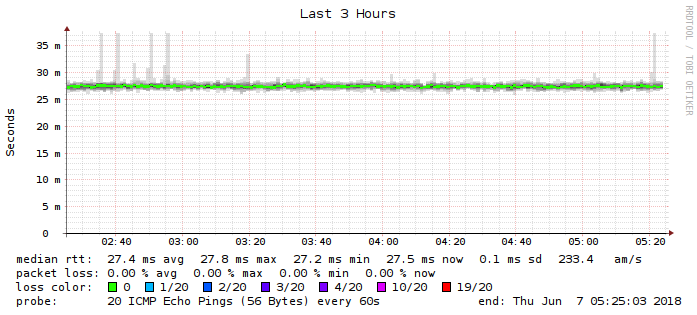 Last 3 Hours
RRDTOOL / TOBI OETIKER
Seconds
35 m
30 m
25 m
20 m
15 m
10 m
5 m
0
02:40 03:00 03:20 03:40 04:00 04:20 04:40 05:00 05:20
median rtt: 27.4 ms avg 27.8 ms max 27.2 ms min 27.5 ms now 0.1 ms sd 233.4 am/s
packet loss: 0.00 % avg 0.00 % max 0.00 % min 0.00 % now
loss color: 0 1/20 2/20 3/20 4/20 10/20 19/20
probe: 20 ICMP Echo Pings (56 Bytes) every 60s end: Thu Jun 7 05:25:03 2018